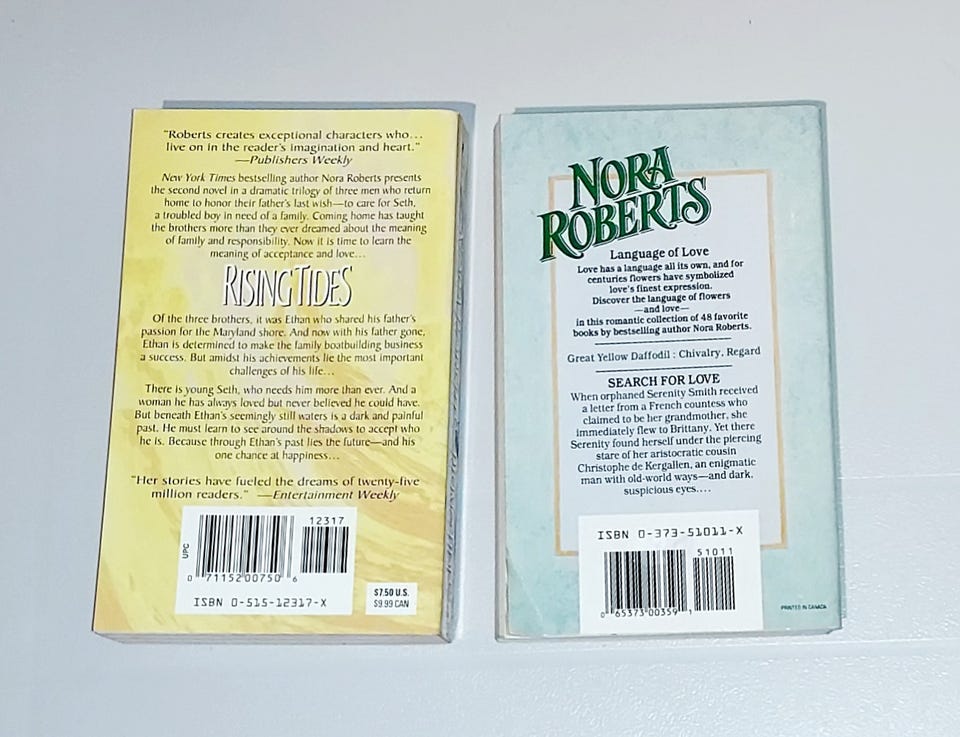 "Roberts creates exceptional characters who...
live on in the reader's imagination and heart."
—Publishers Weekly
New York Times bestselling author Nora Roberts presents
the second novel in a dramatic trilogy of three men who return
home to honor their father's last wish—to care for Seth,
a troubled boy in need of a family. Coming home has taught
the brothers more than they ever dreamed about the meaning
of family and responsibility. Now it is time to learn the
meaning of acceptance and love...
RISING TIDES
Of the three brothers, it was Ethan who shared his father's
passion for the Maryland shore. And now with his father gone,
Ethan is determined to make the family boatbuilding business
a success. But amidst his achievements lie the most important
challenges of his life...
There is young Seth, who needs him more than ever. And a
woman he has always loved but never believed he could have.
But beneath Ethan's seemingly still waters is a dark and painful
past. He must learn to see around the shadows to accept who
he is. Because through Ethan's past lies the future—and his
one chance at happiness...
"Her stories have fueled the dreams of twenty-five
million readers." —Entertainment Weekly
12317
UPC
0 71152 00750 6
ISBN 0-515-12317-X
$7.50 U.S.
$9.99 CAN
NORA
ROBERTS
Language of Love
Love has a language all its own, and for
centuries flowers have symbolized
love's finest expression.
Discover the language of flowers
—and love—
in this romantic collection of 48 favorite
books by bestselling author Nora Roberts.
Great Yellow Daffodil : Chivalry, Regard
SEARCH FOR LOVE
When orphaned Serenity Smith received
a letter from a French countess who
claimed to be her grandmother, she
immediately flew to Brittany. Yet there
Serenity found herself under the piercing
stare of her aristocratic cousin
Christophe de Kergallen, an enigmatic
man with old-world ways—and dark,
suspicious eyes....
ISBN 0-373-51011-X
51011
0 65373 00359 1
PRINTED IN CANADA